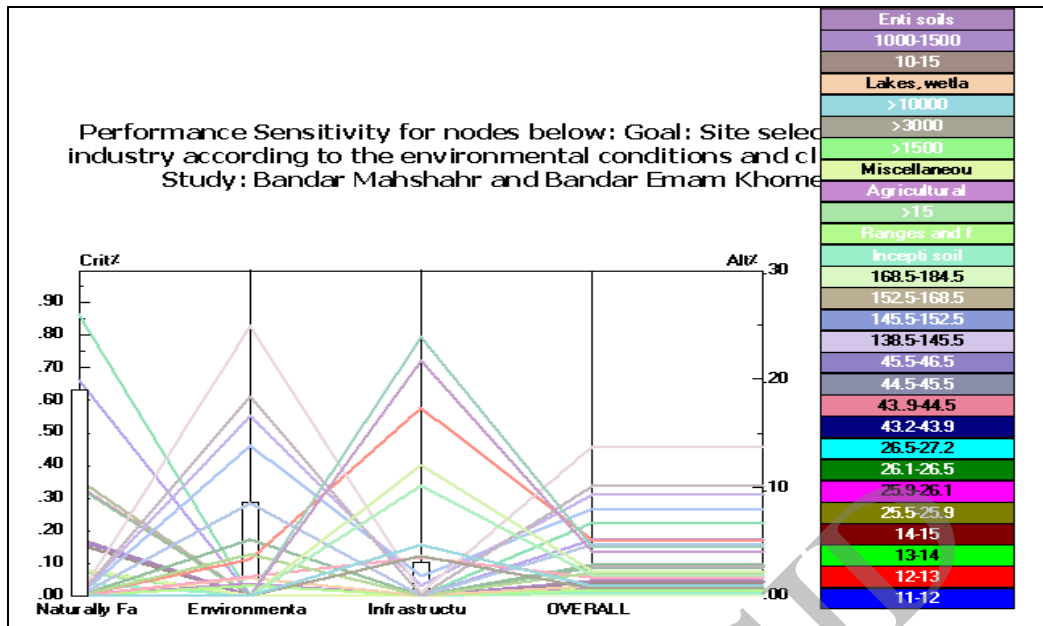 Performance Sensitivity for nodes below: Goal: Site selec
industry according to the environmental conditions and cl
Study: Bandar Mahshahr and Bandar Emam Khome
Crit%
Alt%
.90
.80
.70
.60
.50
.40
.30
.20
.10
.00
.30
.20
.10
.00
Naturally Fa
Environmenta
Infrastructu
OVERALL
Enti soils
1000-1500
10-15
Lakes, wetla
>10000
>3000
>1500
Miscellaneou
Agricultural
>15
Ranges and f
Incepti soil
168.5-184.5
152.5-168.5
145.5-152.5
138.5-145.5
45.5-46.5
44.5-45.5
43..9-44.5
43.2-43.9
26.5-27.2
26.1-26.5
25.9-26.1
25.5-25.9
14-15
13-14
12-13
11-12